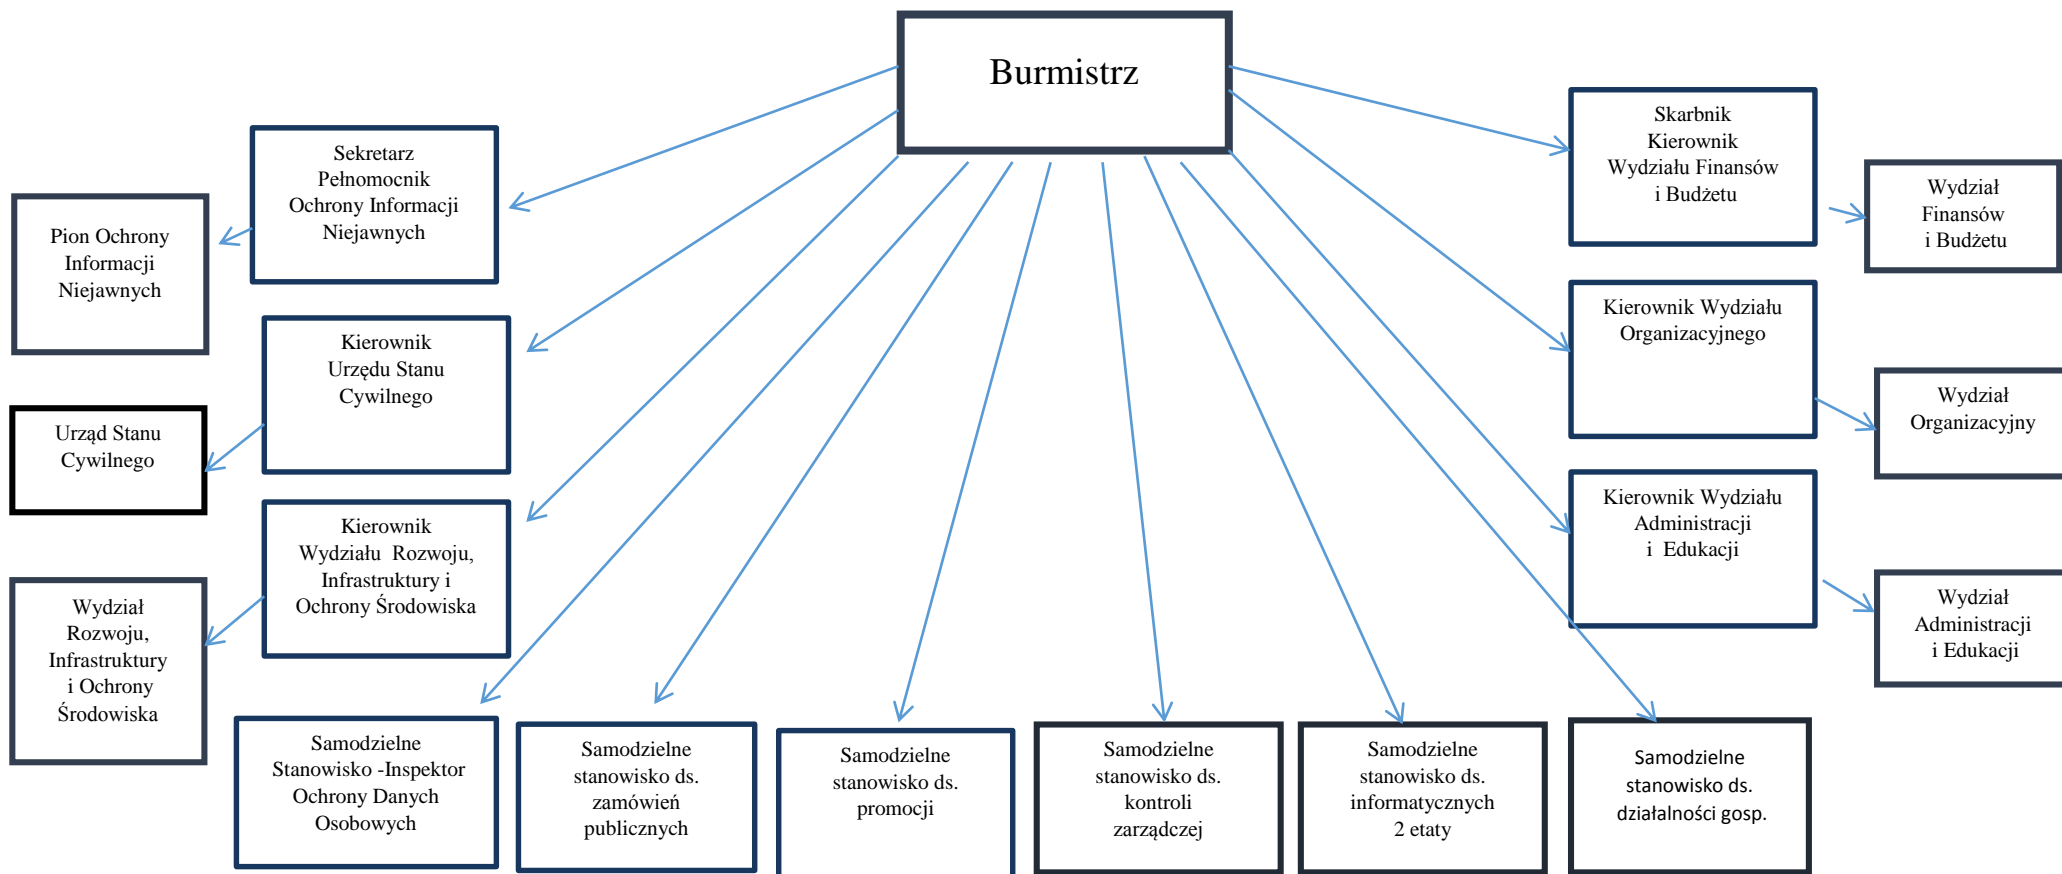 Burmistrz
Sekretarz
Pełnomocnik
Ochrony Informacji
Niejawnych
Skarbnik
Kierownik
Wydziału Finansów
i Budżetu
Pion Ochrony
Informacji
Niejawnych
Wydział
Finansów
i Budżetu
Kierownik
Urzędu Stanu
Cywilnego
Kierownik Wydziału
Organizacyjnego
Urząd Stanu
Cywilnego
Wydział
Organizacyjny
Kierownik
Wydziału  Rozwoju,
Infrastruktury i
Ochrony Środowiska
Kierownik Wydziału
Administracji
i  Edukacji
Wydział
Rozwoju,
Infrastruktury
i Ochrony
Środowiska
Wydział
Administracji
i Edukacji
Samodzielne
Stanowisko -Inspektor
Ochrony Danych
Osobowych
Samodzielne
stanowisko ds.
zamówień
publicznych
Samodzielne
stanowisko ds.
promocji
Samodzielne
stanowisko ds.
kontroli
zarządczej
Samodzielne
stanowisko ds.
informatycznych
2 etaty
Samodzielne
stanowisko ds.
działalności gosp.